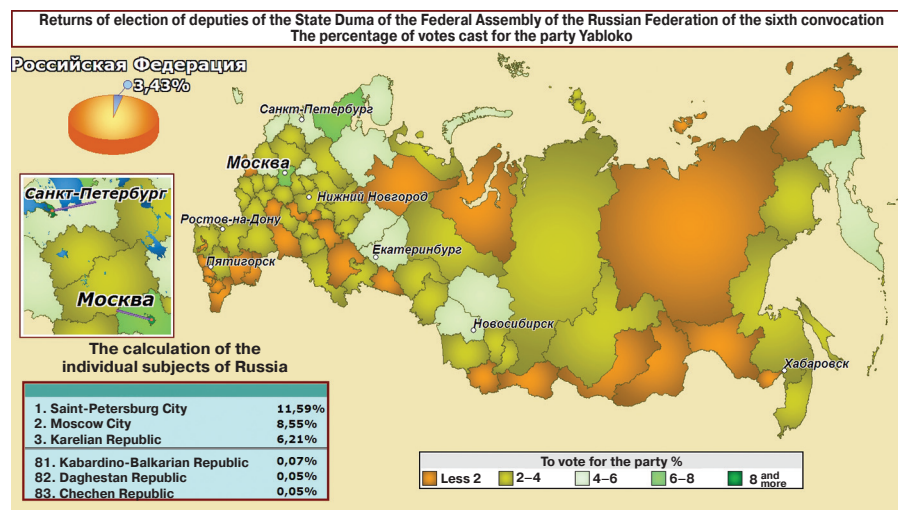 Returns of election of deputies of the State Duma of the Federal Assembly of the Russian Federation of the sixth convocation
The percentage of votes cast for the party Yabloko
Российская Федерация
3,43%
Санкт-Петербург
Москва
Нижний Новгород
Ростов-на-Дону
Пятигорск
Екатеринбург
Новосибирск
Хабаровск
Санкт-Петербург
Москва
The calculation of the
individual subjects of Russia
1. Saint-Petersburg City 11,59%
2. Moscow City 8,55%
3. Karelian Republic 6,21%
81. Kabardino-Balkarian Republic 0,07%
82. Daghestan Republic 0,05%
83. Chechen Republic 0,05%
To vote for the party %
Less 2 2–4 4–6 6–8 8 and more